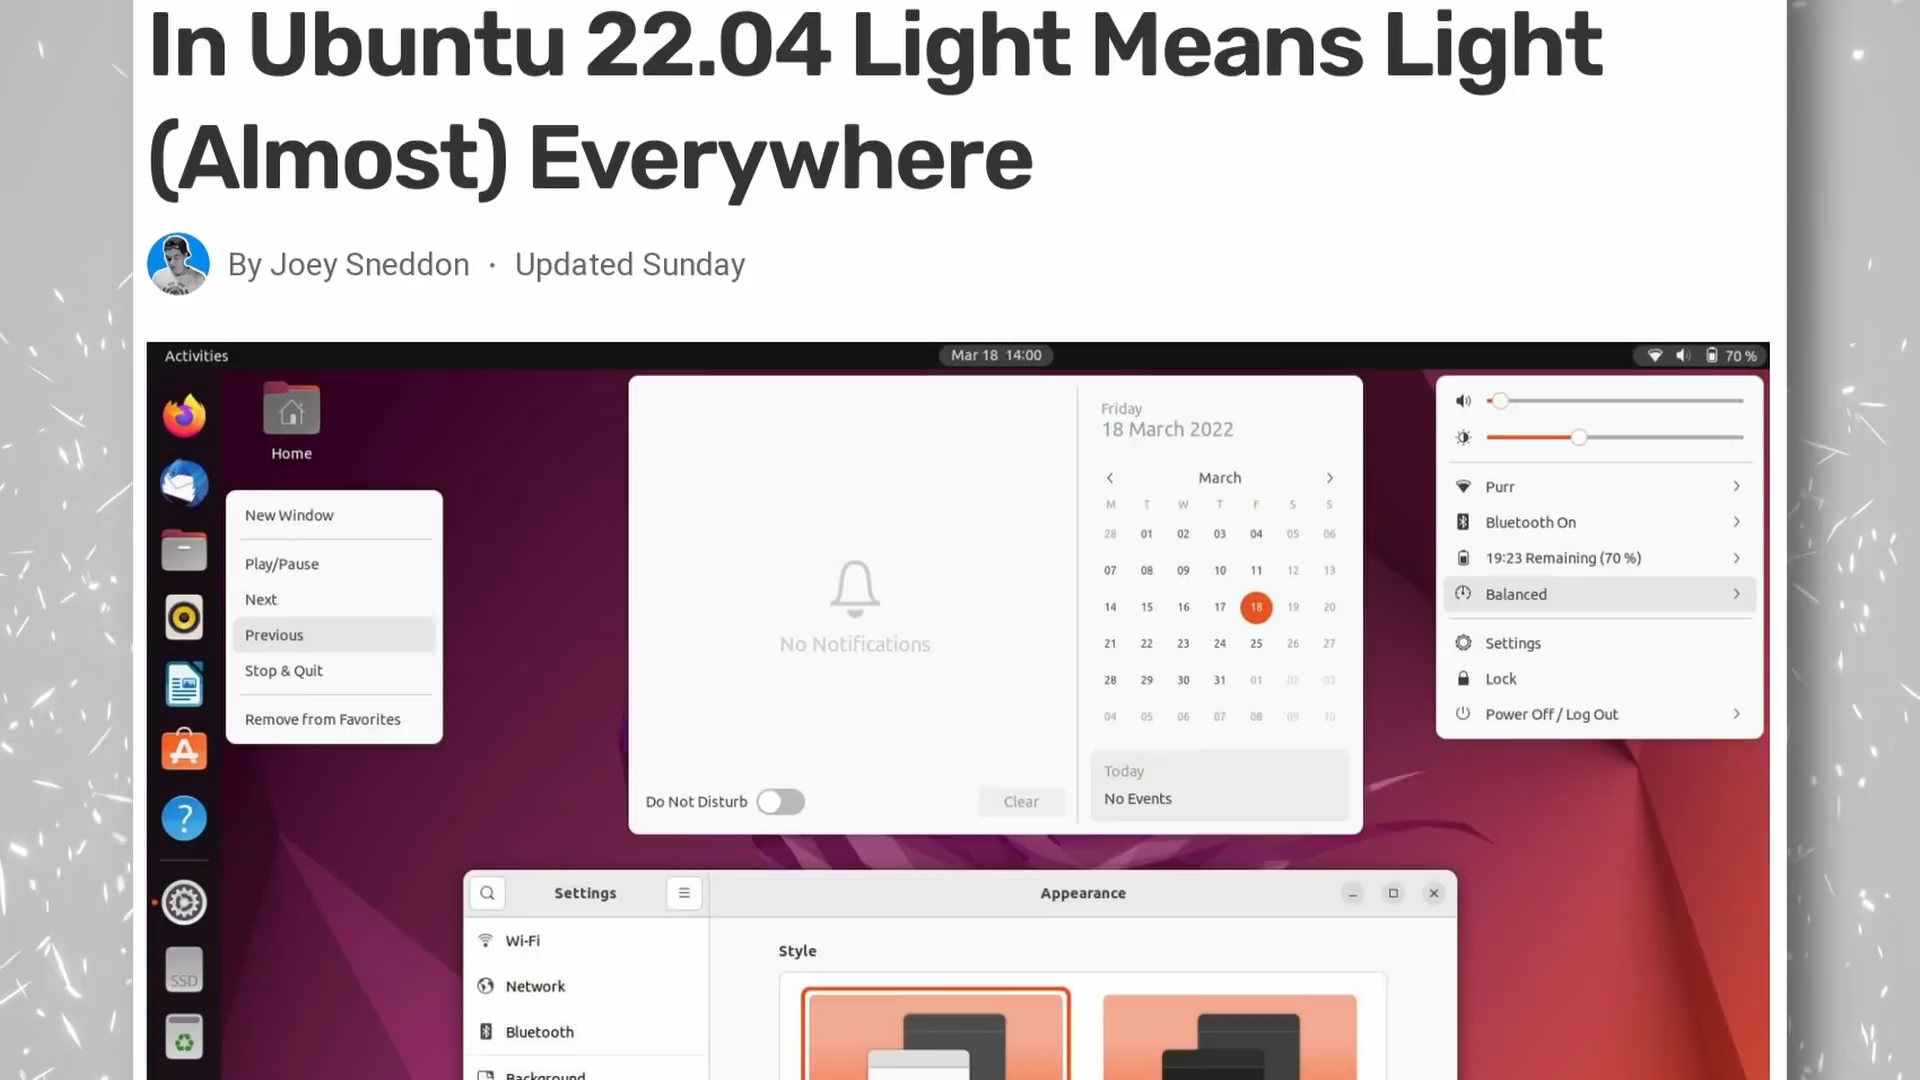 In Ubuntu 22.04 Light Means Light
(Almost) Everywhere
By Joey Sneddon · Updated Sunday
Activities
Mar 18 14:00
70 %
Home
New Window
Play/Pause
Next
Previous
Stop & Quit
Remove from Favorites
SSD
No Notifications
Do Not Disturb
Clear
Friday
18 March 2022
March
M T W T F S S
28 01 02 03 04 05 06
07 08 09 10 11 12 13
14 15 16 17 18 19 20
21 22 23 24 25 26 27
28 29 30 31 01 02 03
04 05 06 07 08 09 10
Today
No Events
Purr
Bluetooth On
19:23 Remaining (70 %)
Balanced
Settings
Lock
Power Off / Log Out
Settings
Appearance
Wi-Fi
Network
Bluetooth
Background
Style